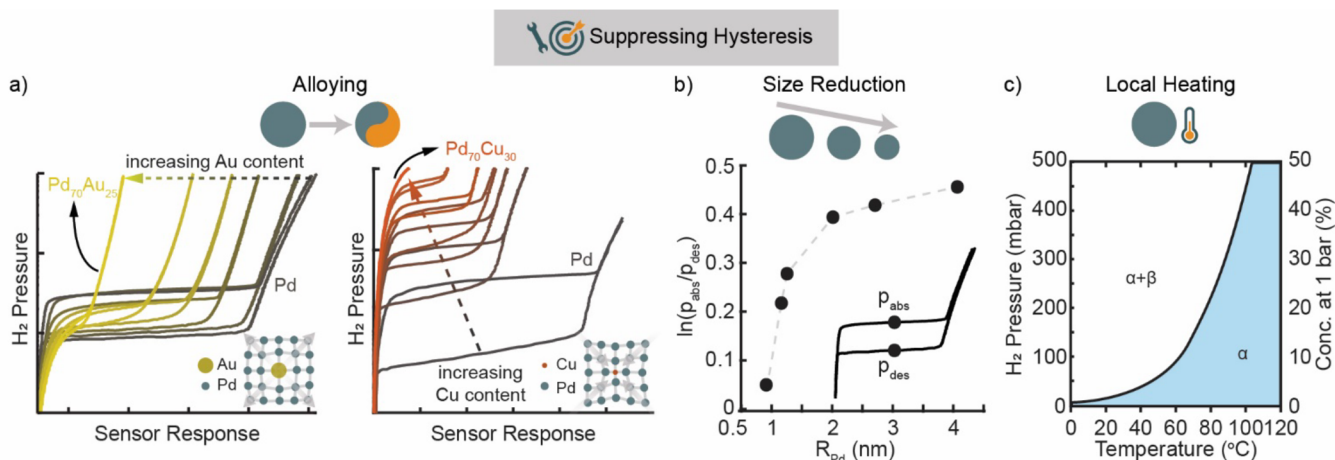 Suppressing Hysteresis
a)
Alloying
increasing Au content
Pd₇₀Au₂₅
Pd
Au
Pd
H₂ Pressure
Sensor Response
Pd₇₀Cu₃₀
Pd
increasing
Cu content
Cu
Pd
H₂ Pressure
Sensor Response
b)
Size Reduction
0.5
0.4
0.3
0.2
0.1
0
ln(pabs/pdes)
pabs
pdes
0.5 1 2 3 4
RPd (nm)
c)
Local Heating
500
400
300
200
100
0
H₂ Pressure (mbar)
α+β
α
50
40
30
20
10
0
Conc. at 1 bar (%)
0 20 40 60 80 100 120
Temperature (ºC)